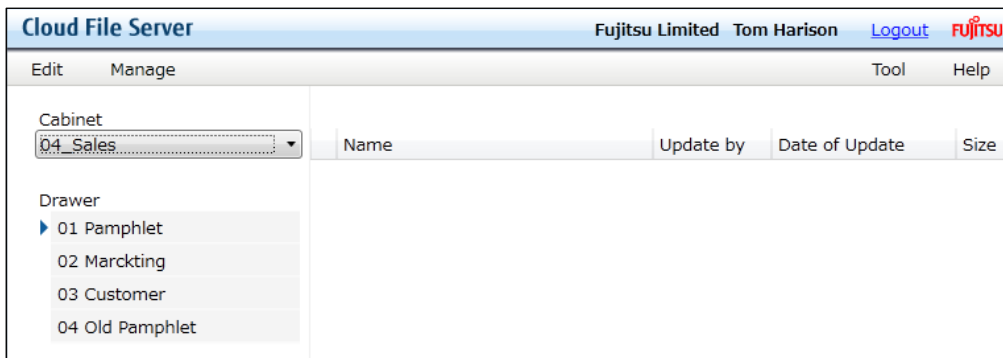 Cloud File Server Fujitsu Limited Tom Harison Logout FUJITSU
Edit Manage Tool Help
Cabinet
04_Sales
Name Update by Date of Update Size
Drawer
01 Pamphlet
02 Marckting
03 Customer
04 Old Pamphlet